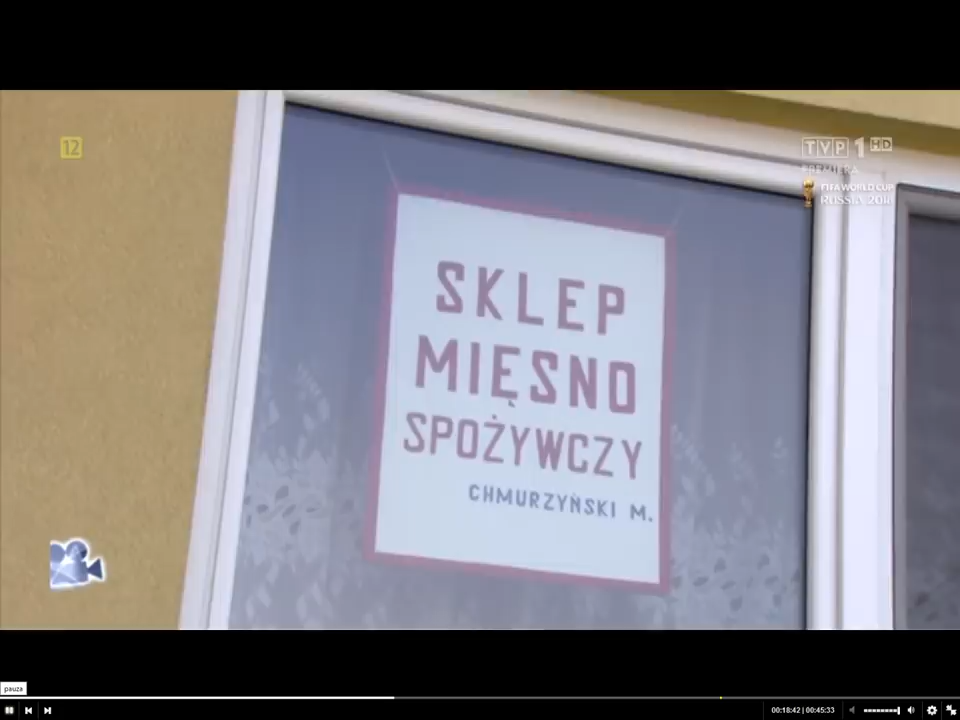 12
TVP 1 HD
PREMIERA
FIFA WORLD CUP
RUSSIA 2018
SKLEP
MIĘSNO
SPOŻYWCZY
CHMURZYŃSKI M.
pauza
00:18:42 | 00:45:33